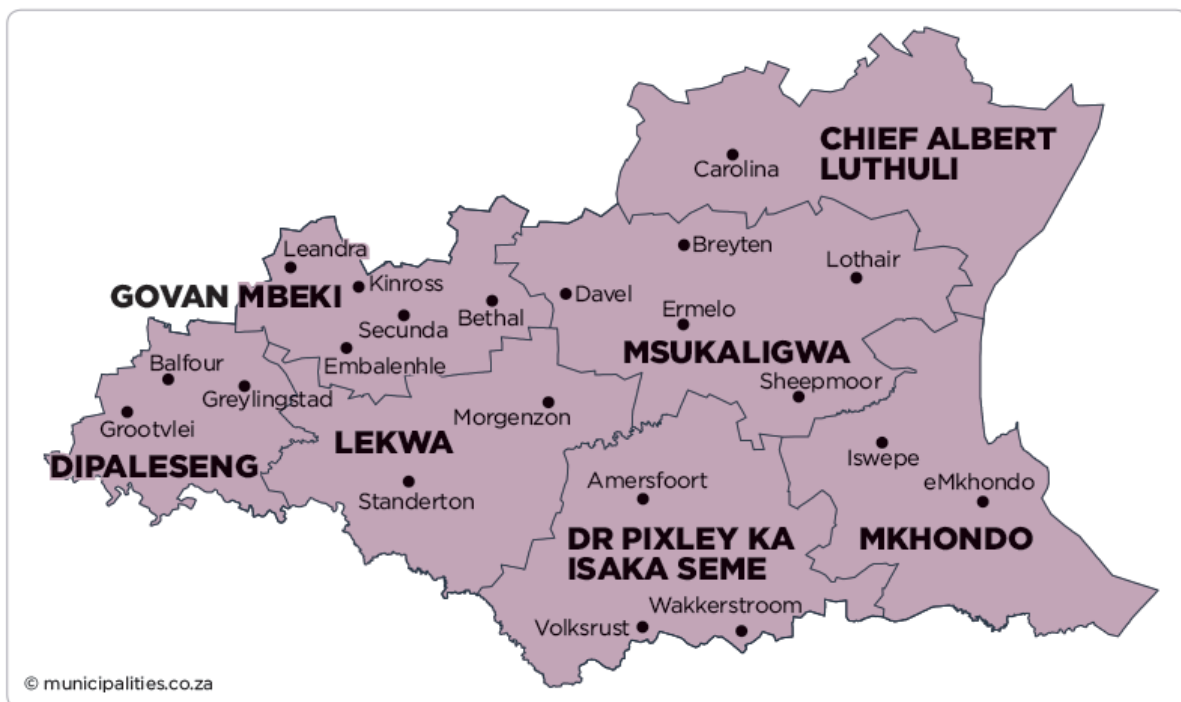 CHIEF ALBERT
LUTHULI
Carolina
Breyten
Lothair
Leandra
Kinross
GOVAN MBEKI
Davel
Bethal
Ermelo
Secunda
MSUKALIGWA
Embalenhle
Balfour
Sheepmoor
Greylingstad
Morgenzon
Grootvlei
LEKWA
DIPALESENG
Iswepe
Standerton
Amersfoort
eMkhondo
DR PIXLEY KA
ISAKA SEME
MKHONDO
Wakkerstroom
Volksrust
© municipalities.co.za